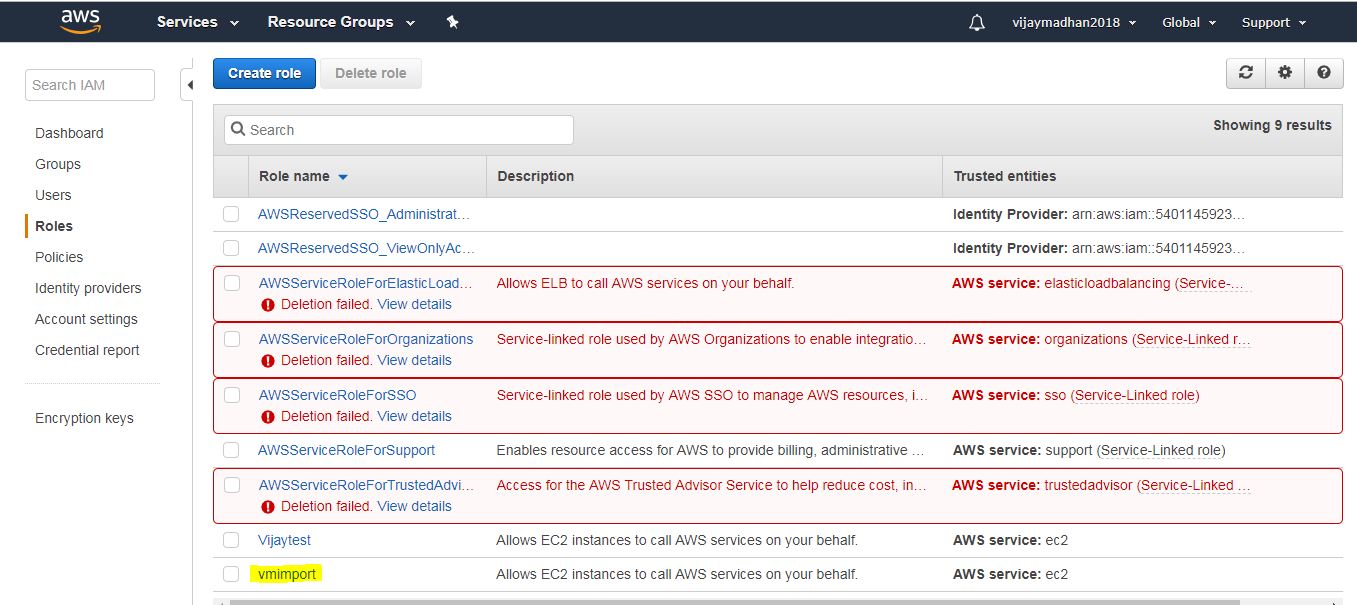 aws Services Resource Groups vijaymadhan2018 Global Support
Search IAM
Dashboard
Groups
Users
Roles
Policies
Identity providers
Account settings
Credential report
Encryption keys
Create role Delete role
Search Showing 9 results
Role name Description Trusted entities
AWSReservedSSO_Administrat… Identity Provider: arn:aws:iam::5401145923…
AWSReservedSSO_ViewOnlyAc… Identity Provider: arn:aws:iam::5401145923…
AWSServiceRoleForElasticLoad… Allows ELB to call AWS services on your behalf. AWS service: elasticloadbalancing (Service-…
Deletion failed. View details
AWSServiceRoleForOrganizations Service-linked role used by AWS Organizations to enable integratio… AWS service: organizations (Service-Linked r…
Deletion failed. View details
AWSServiceRoleForSSO Service-linked role used by AWS SSO to manage AWS resources, i… AWS service: sso (Service-Linked role)
Deletion failed. View details
AWSServiceRoleForSupport Enables resource access for AWS to provide billing, administrative … AWS service: support (Service-Linked role)
AWSServiceRoleForTrustedAdvi… Access for the AWS Trusted Advisor Service to help reduce cost, in… AWS service: trustedadvisor (Service-Linked …
Deletion failed. View details
Vijaytest Allows EC2 instances to call AWS services on your behalf. AWS service: ec2
vmimport Allows EC2 instances to call AWS services on your behalf. AWS service: ec2